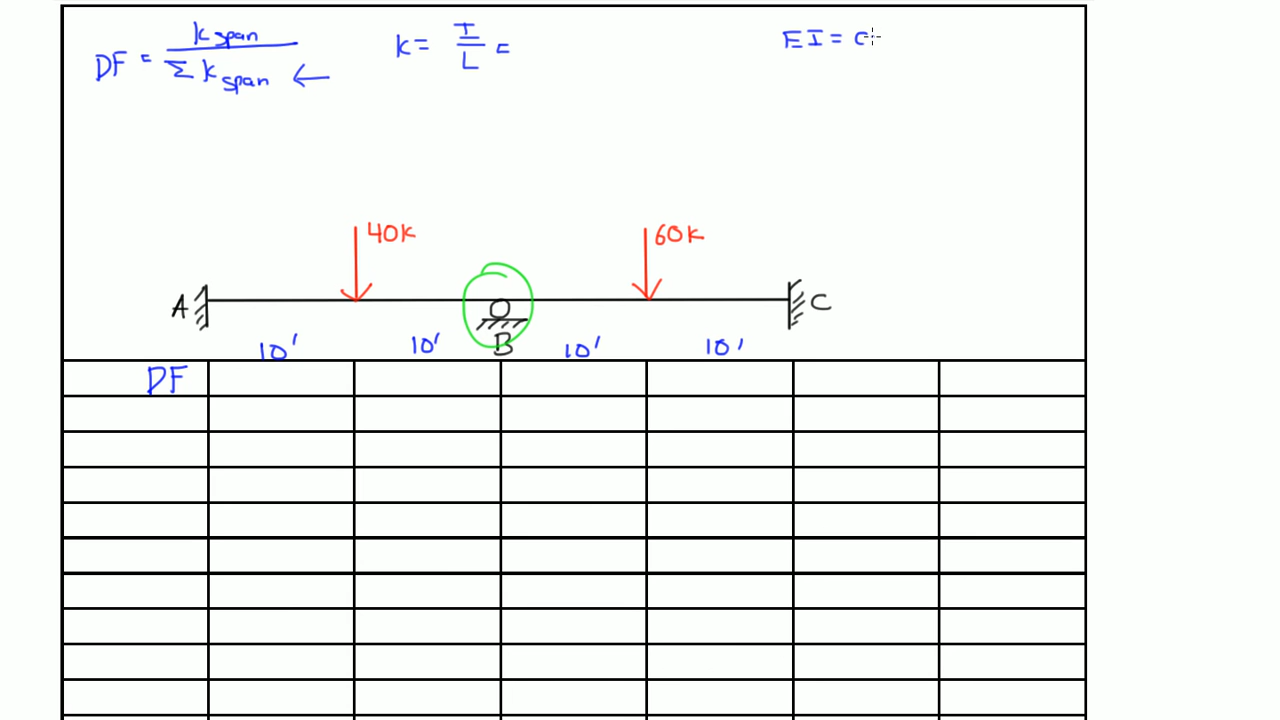 DF = k span / Σ k span ←
k = I / L =
EI = c
40k
60k
A
C
B
10' 10' 10' 10'
DF